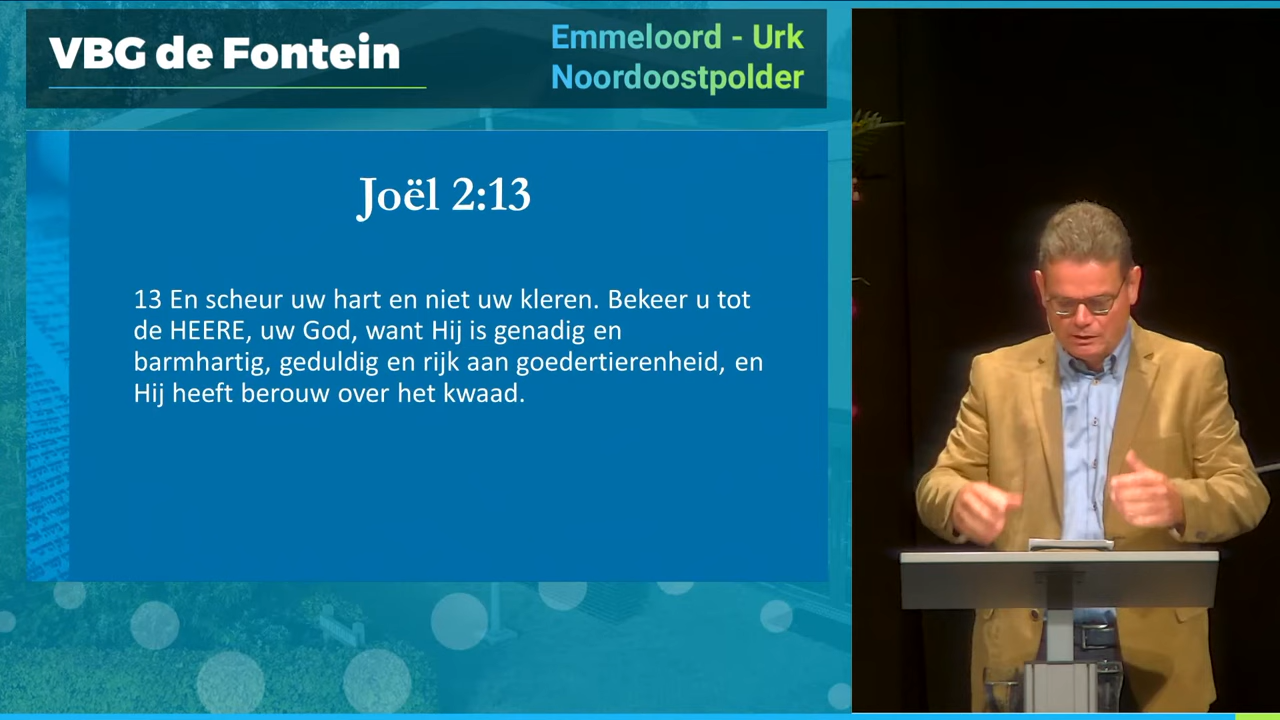 VBG de Fontein
Emmeloord - Urk
Noordoostpolder
Joël 2:13
13 En scheur uw hart en niet uw kleren. Bekeer u tot
de HEERE, uw God, want Hij is genadig en
barmhartig, geduldig en rijk aan goedertierenheid, en
Hij heeft berouw over het kwaad.